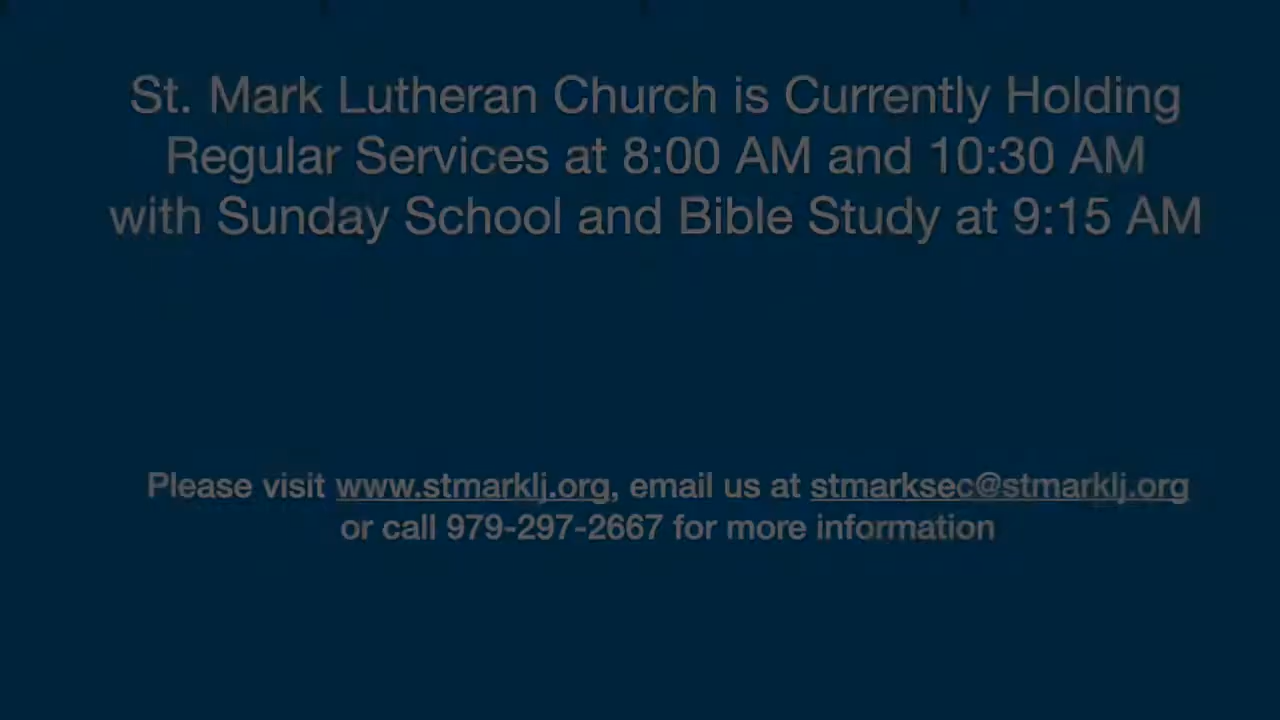 St. Mark Lutheran Church is Currently Holding
Regular Services at 8:00 AM and 10:30 AM
with Sunday School and Bible Study at 9:15 AM
Please visit www.stmarklj.org, email us at stmarksec@stmarklj.org
or call 979-297-2667 for more information